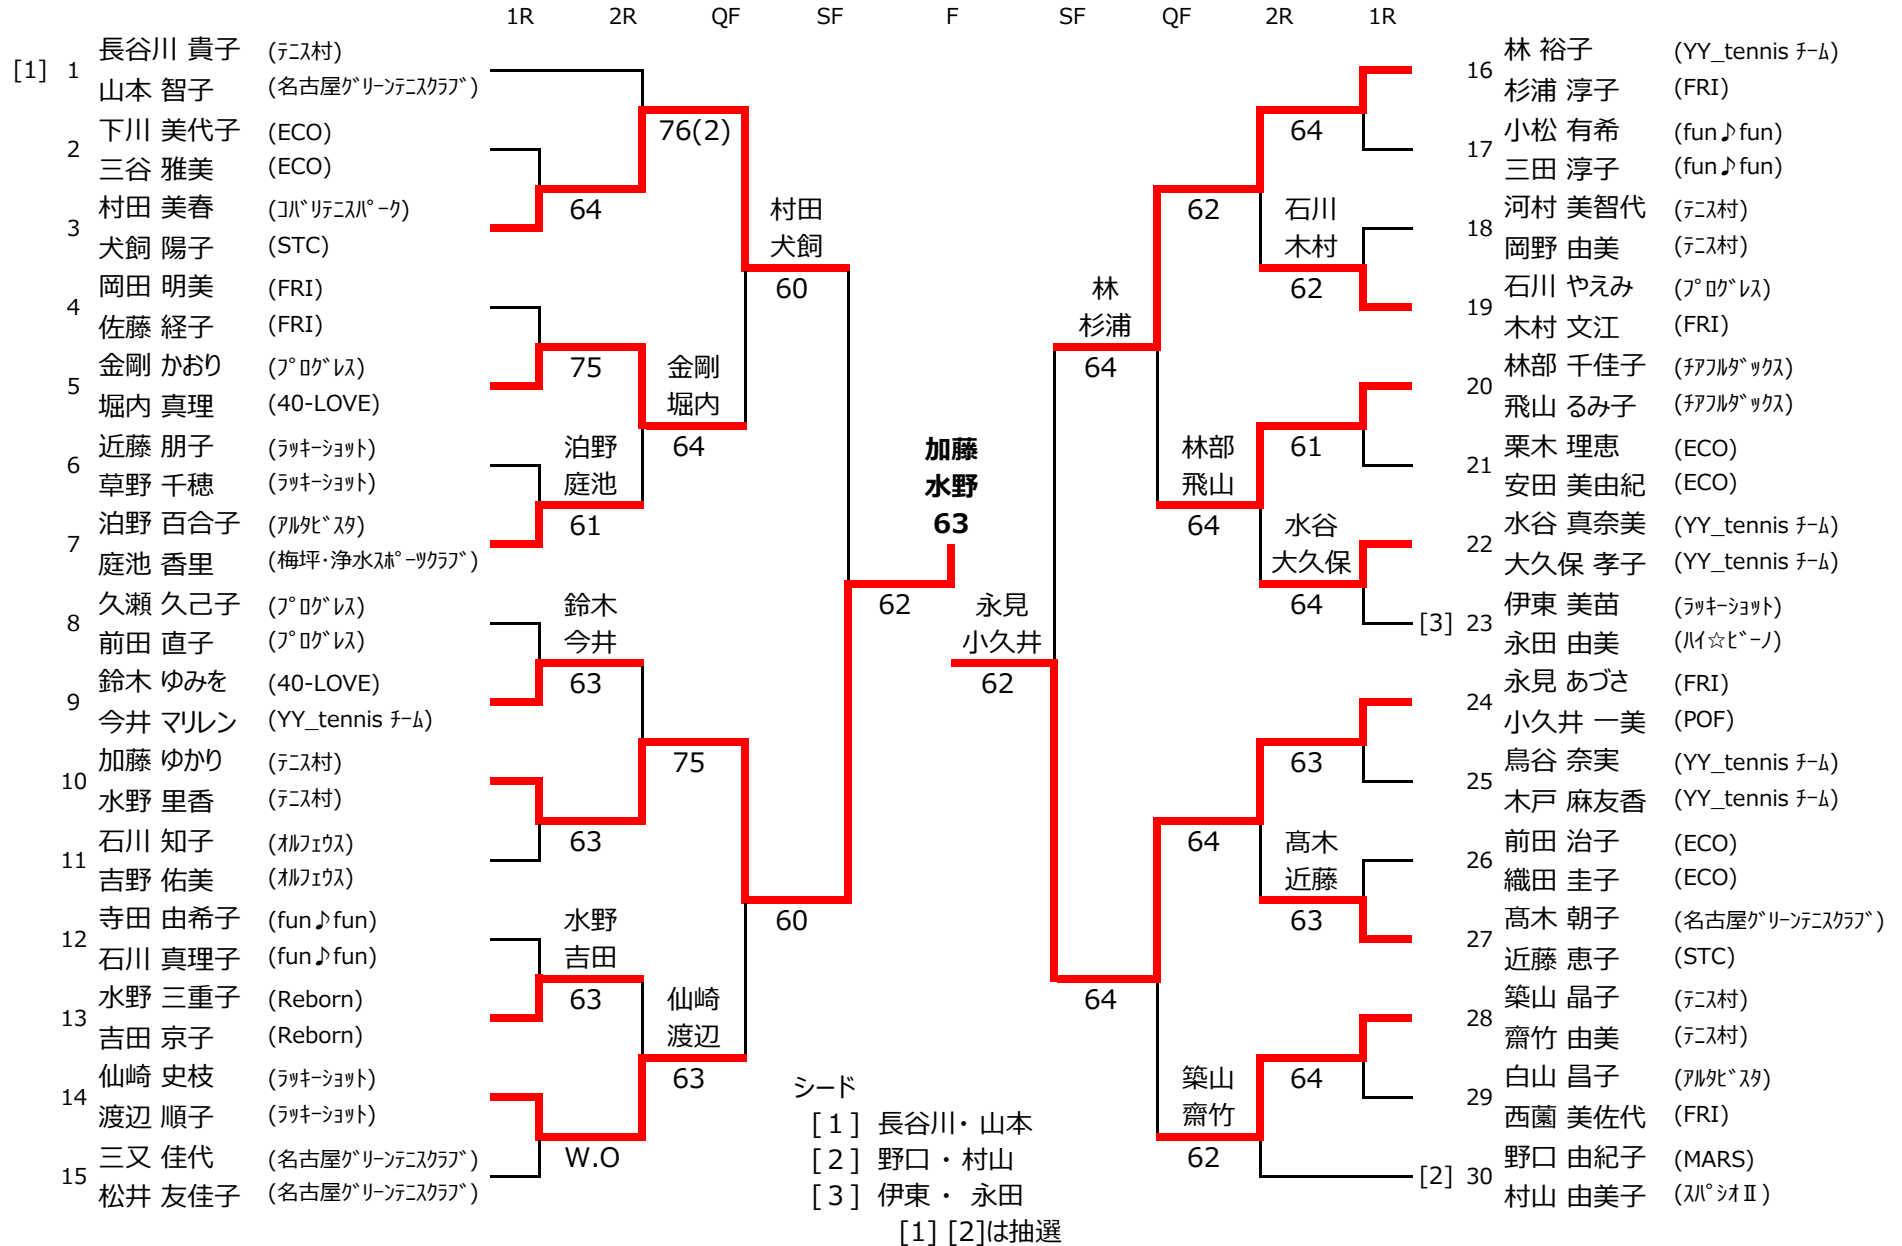 1R 2R QF SF F SF QF 2R 1R
[1] 1 長谷川 貴子 (ﾃﾆｽ村)
山本 智子 (名古屋ｸﾞﾘｰﾝﾃﾆｽｸﾗﾌﾞ)
2 下川 美代子 (ECO)
三谷 雅美 (ECO)
3 村田 美春 (ｺﾊﾞﾘﾃﾆｽﾊﾟｰｸ)
犬飼 陽子 (STC)
4 岡田 明美 (FRI)
佐藤 経子 (FRI)
5 金剛 かおり (ﾌﾟﾛｸﾞﾚｽ)
堀内 真理 (40-LOVE)
6 近藤 朋子 (ﾗｯｷｰｼｮｯﾄ)
草野 千穂 (ﾗｯｷｰｼｮｯﾄ)
7 泊野 百合子 (ｱﾙﾀﾋﾞｽﾀ)
庭池 香里 (梅坪･浄水ｽﾎﾟｰﾂｸﾗﾌﾞ)
8 久瀬 久己子 (ﾌﾟﾛｸﾞﾚｽ)
前田 直子 (ﾌﾟﾛｸﾞﾚｽ)
9 鈴木 ゆみを (40-LOVE)
今井 マリレン (YY_tennis ﾁｰﾑ)
10 加藤 ゆかり (ﾃﾆｽ村)
水野 里香 (ﾃﾆｽ村)
11 石川 知子 (ｵﾙﾌｪｳｽ)
吉野 佑美 (ｵﾙﾌｪｳｽ)
12 寺田 由希子 (fun♪fun)
石川 真理子 (fun♪fun)
13 水野 三重子 (Reborn)
吉田 京子 (Reborn)
14 仙崎 史枝 (ﾗｯｷｰｼｮｯﾄ)
渡辺 順子 (ﾗｯｷｰｼｮｯﾄ)
15 三又 佳代 (名古屋ｸﾞﾘｰﾝﾃﾆｽｸﾗﾌﾞ)
松井 友佳子 (名古屋ｸﾞﾘｰﾝﾃﾆｽｸﾗﾌﾞ)
64
75
泊野
庭池
61
鈴木
今井
63
63
水野
吉田
63
W.O
76(2)
金剛
堀内
64
75
仙崎
渡辺
63
村田
犬飼
60
60
62
加藤
水野
63
永見
小久井
62
林
杉浦
64
64
62
林部
飛山
64
64
築山
齋竹
62
64
石川
木村
62
61
水谷
大久保
64
63
髙木
近藤
63
64
シード
[1] 長谷川・山本
[2] 野口・村山
[3] 伊東・ 永田
[1] [2]は抽選
16 林 裕子 (YY_tennis ﾁｰﾑ)
杉浦 淳子 (FRI)
17 小松 有希 (fun♪fun)
三田 淳子 (fun♪fun)
18 河村 美智代 (ﾃﾆｽ村)
岡野 由美 (ﾃﾆｽ村)
19 石川 やえみ (ﾌﾟﾛｸﾞﾚｽ)
木村 文江 (FRI)
20 林部 千佳子 (ﾁｱﾌﾙﾀﾞｯｸｽ)
飛山 るみ子 (ﾁｱﾌﾙﾀﾞｯｸｽ)
21 栗木 理恵 (ECO)
安田 美由紀 (ECO)
22 水谷 真奈美 (YY_tennis ﾁｰﾑ)
大久保 孝子 (YY_tennis ﾁｰﾑ)
[3] 23 伊東 美苗 (ﾗｯｷｰｼｮｯﾄ)
永田 由美 (ﾊｲ☆ﾋﾞｰﾉ)
24 永見 あづさ (FRI)
小久井 一美 (POF)
25 鳥谷 奈実 (YY_tennis ﾁｰﾑ)
木戸 麻友香 (YY_tennis ﾁｰﾑ)
26 前田 治子 (ECO)
織田 圭子 (ECO)
27 髙木 朝子 (名古屋ｸﾞﾘｰﾝﾃﾆｽｸﾗﾌﾞ)
近藤 恵子 (STC)
28 築山 晶子 (ﾃﾆｽ村)
齋竹 由美 (ﾃﾆｽ村)
29 白山 昌子 (ｱﾙﾀﾋﾞｽﾀ)
西薗 美佐代 (FRI)
[2] 30 野口 由紀子 (MARS)
村山 由美子 (ｽﾊﾟｼｵⅡ)